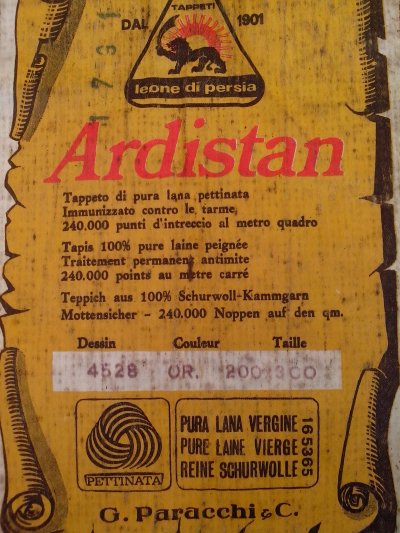 TAPPETI
DAL 1901
leone di persia
Ardistan
Tappeto di pura lana pettinata
Immunizzato contro le tarme,
240.000 punti d'intreccio al metro quadro
Tapis 100% pure laine peignée
Traitement permanent antimite
240.000 points au mètre carré
Teppich aus 100% Schurwoll-Kammgarn
Mottensicher - 240.000 Noppen auf den qm.
Dessin Couleur Taille
4528 OR. 200 300
PETTINATA
PURA LANA VERGINE
PURE LAINE VIERGE
REINE SCHURWOLLE
165365
G. Paracchi & C.